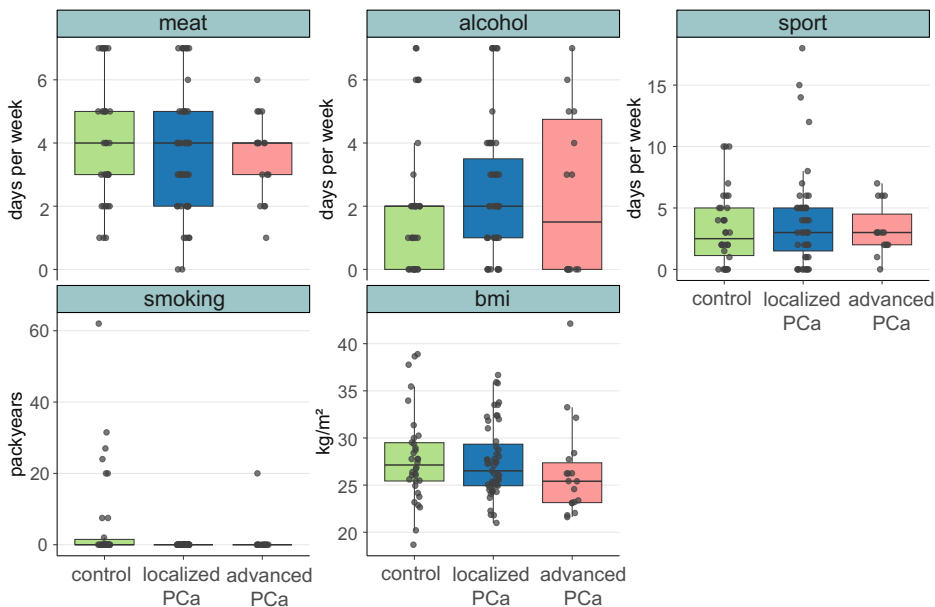 meat
alcohol
sport
days per week
6
4
2
0
days per week
6
4
2
0
days per week
15
10
5
0
control
localized
PCa
advanced
PCa
smoking
bmi
packyears
60
40
20
0
control
localized
PCa
advanced
PCa
kg/m²
40
35
30
25
20
control
localized
PCa
advanced
PCa